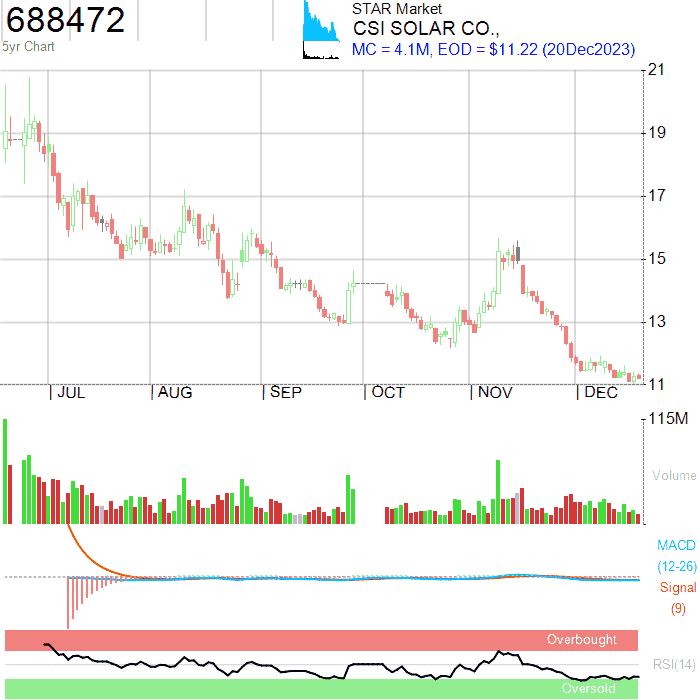 688472
5yr Chart
STAR Market
CSI SOLAR CO.,
MC = 4.1M, EOD = $11.22 (20Dec2023)
21
19
17
15
13
11
JUL
AUG
SEP
OCT
NOV
DEC
115M
Volume
MACD
(12-26)
Signal
(9)
Overbought
RSI(14)
Oversold